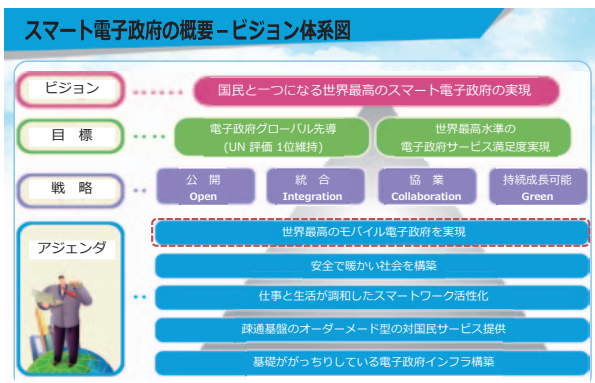 スマート電子政府の概要－ビジョン体系図
ビジョン
国民と一つになる世界最高のスマート電子政府の実現
目 標
電子政府グローバル先導
(UN 評価 1位維持)
世界最高水準の
電子政府サービス満足度実現
戦 略
公 開
Open
統 合
Integration
協 業
Collaboration
持続成長可能
Green
アジェンダ
世界最高のモバイル電子政府を実現
安全で暖かい社会を構築
仕事と生活が調和したスマートワーク活性化
疎通基盤のオーダーメード型の対国民サービス提供
基礎ががっちりしている電子政府インフラ構築